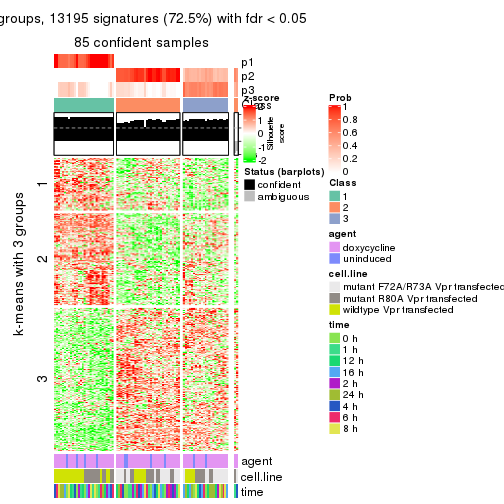 groups, 13195 signatures (72.5%) with fdr < 0.05
85 confident samples
p1
p2
p3
Class
z-score
2
1
0
-1
-2
Silhouette
score
Prob
1
0.8
0.6
0.4
0.2
0
Status (barplots)
confident
ambiguous
Class
1
2
3
agent
doxycycline
uninduced
cell.line
mutant F72A/R73A Vpr transfected
mutant R80A Vpr transfected
wildtype Vpr transfected
time
0 h
1 h
12 h
16 h
2 h
24 h
4 h
6 h
8 h
k-means with 3 groups
1
2
3
agent
cell.line
time